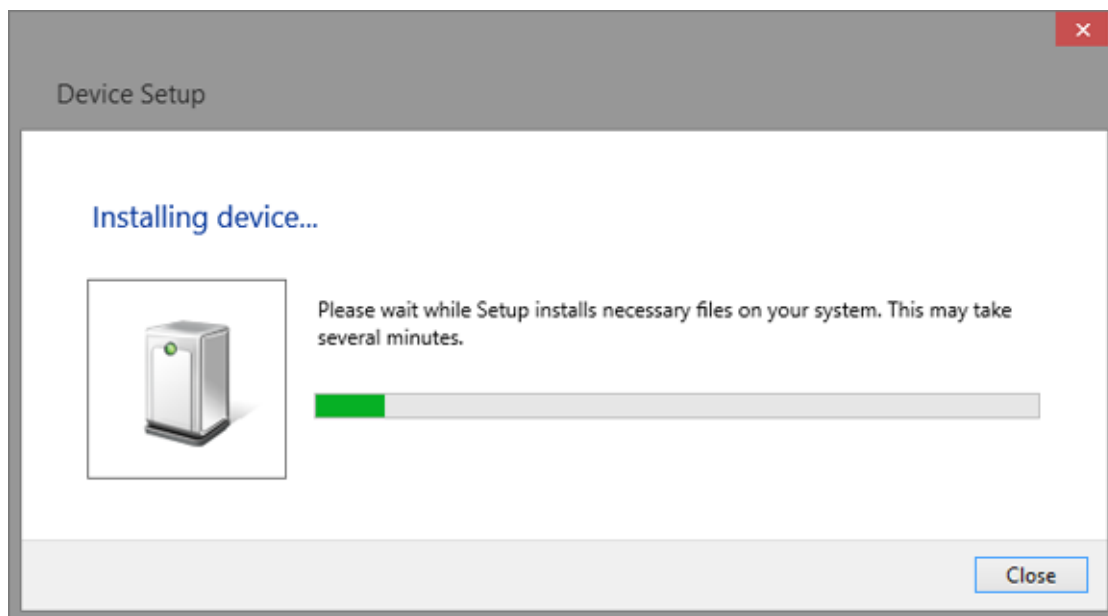 Device Setup
Installing device...
Please wait while Setup installs necessary files on your system. This may take
several minutes.
Close